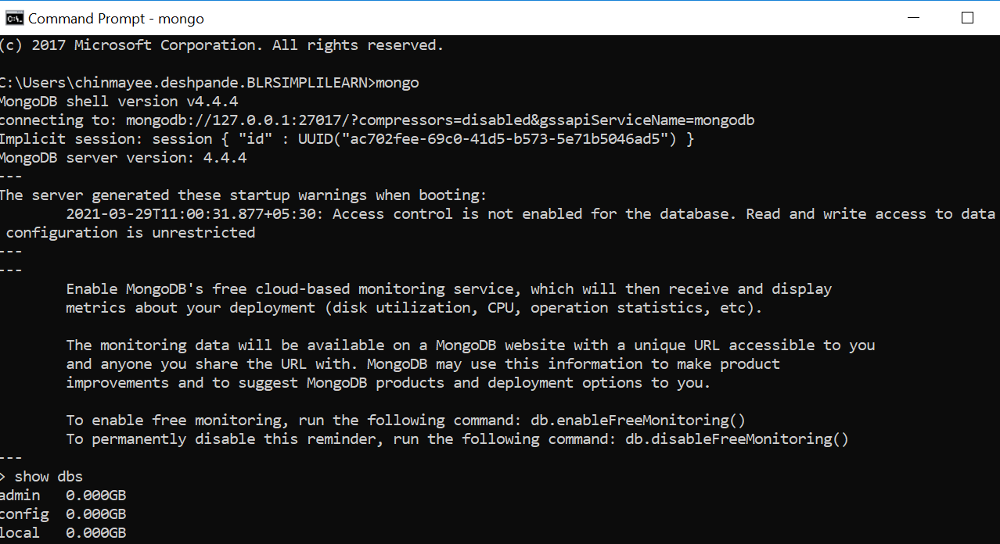 Command Prompt - mongo
(c) 2017 Microsoft Corporation. All rights reserved.
C:\Users\chinmayee.deshpande.BLRSIMPLILEARN>mongo
MongoDB shell version v4.4.4
connecting to: mongodb://127.0.0.1:27017/?compressors=disabled&gssapiServiceName=mongodb
Implicit session: session { "id" : UUID("ac702fee-69c0-41d5-b573-5e71b5046ad5") }
MongoDB server version: 4.4.4
---
The server generated these startup warnings when booting:
        2021-03-29T11:00:31.877+05:30: Access control is not enabled for the database. Read and write access to data
 configuration is unrestricted
---
---
        Enable MongoDB's free cloud-based monitoring service, which will then receive and display
        metrics about your deployment (disk utilization, CPU, operation statistics, etc).
        The monitoring data will be available on a MongoDB website with a unique URL accessible to you
        and anyone you share the URL with. MongoDB may use this information to make product
        improvements and to suggest MongoDB products and deployment options to you.
        To enable free monitoring, run the following command: db.enableFreeMonitoring()
        To permanently disable this reminder, run the following command: db.disableFreeMonitoring()
---
> show dbs
admin   0.000GB
config  0.000GB
local   0.000GB